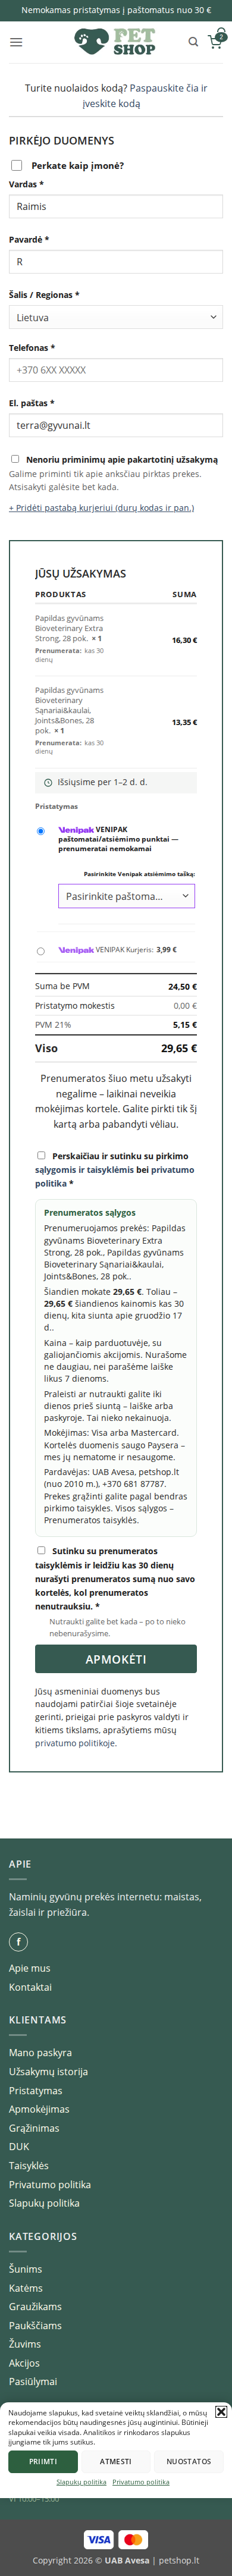 Nemokamas pristatymas į paštomatus nuo 30 €
PET
SHOP
2
Turite nuolaidos kodą? Paspauskite čia ir
įveskite kodą
PIRKĖJO DUOMENYS
Perkate kaip įmonė?
Vardas *
Raimis
Pavardė *
R
Šalis / Regionas *
Lietuva
Telefonas *
+370 6XX XXXXX
El. paštas *
terra@gyvunai.lt
Nenoriu priminimų apie pakartotinį užsakymą
Galime priminti tik apie anksčiau pirktas prekes.
Atsisakyti galėsite bet kada.
+ Pridėti pastabą kurjeriui (durų kodas ir pan.)
JŪSŲ UŽSAKYMAS
PRODUKTAS SUMA
Papildas gyvūnams
Bioveterinary Extra
Strong, 28 pok. × 1 16,30 €
Prenumerata: kas 30
dienų
Papildas gyvūnams
Bioveterinary
Sąnariai&kaulai,
Joints&Bones, 28 13,35 €
pok. × 1
Prenumerata: kas 30
dienų
Išsiųsime per 1–2 d. d.
Pristatymas
Venipak VENIPAK
paštomatai/atsiėmimo punktai —
prenumeratai nemokamai
Pasirinkite Venipak atsiėmimo tašką:
Pasirinkite paštoma...
Venipak VENIPAK Kurjeris: 3,99 €
Suma be PVM 24,50 €
Pristatymo mokestis 0,00 €
PVM 21% 5,15 €
Viso 29,65 €
Prenumeratos šiuo metu užsakyti
negalime – laikinai neveikia
mokėjimas kortele. Galite pirkti tik šį
kartą arba pabandyti vėliau.
Perskaičiau ir sutinku su pirkimo
sąlygomis ir taisyklėmis bei privatumo
politika *
Prenumeratos sąlygos
Prenumeruojamos prekės: Papildas
gyvūnams Bioveterinary Extra
Strong, 28 pok., Papildas gyvūnams
Bioveterinary Sąnariai&kaulai,
Joints&Bones, 28 pok..
Šiandien mokate 29,65 €. Toliau –
29,65 € šiandienos kainomis kas 30
dienų, kita siunta apie gruodžio 17
d..
Kaina – kaip parduotuvėje, su
galiojančiomis akcijomis. Nurašome
ne daugiau, nei parašėme laiške
likus 7 dienoms.
Praleisti ar nutraukti galite iki
dienos prieš siuntą – laiške arba
paskyroje. Tai nieko nekainuoja.
Mokėjimas: Visa arba Mastercard.
Kortelės duomenis saugo Paysera –
mes jų nematome ir nesaugome.
Pardavėjas: UAB Avesa, petshop.lt
(nuo 2010 m.), +370 681 87787.
Prekes grąžinti galite pagal bendras
pirkimo taisykles. Visos sąlygos –
Prenumeratos taisyklės.
Sutinku su prenumeratos
taisyklėmis ir leidžiu kas 30 dienų
nurašyti prenumeratos sumą nuo savo
kortelės, kol prenumeratos
nenutrauksiu. *
Nutraukti galite bet kada – po to nieko
nebenurašysime.
APMOKĖTI
Jūsų asmeniniai duomenys bus
naudojami patirčiai šioje svetainėje
gerinti, prieigai prie paskyros valdyti ir
kitiems tikslams, aprašytiems mūsų
privatumo politikoje.
APIE
Naminių gyvūnų prekės internetu: maistas,
žaislai ir priežiūra.
f
Apie mus
Kontaktai
KLIENTAMS
Mano paskyra
Užsakymų istorija
Pristatymas
Apmokėjimas
Grąžinimas
DUK
Taisyklės
Privatumo politika
Slapukų politika
KATEGORIJOS
Šunims
Katėms
Graužikams
Paukščiams
Žuvims
Akcijos
Pasiūlymai
Naudojame slapukus, kad svetainė veiktų sklandžiai, o mes
korektiškai apdorotume būtinus jūsų naršymo duomenis. Būtinieji
slapukai visada veikia. Analitikos ir kitus išorinius slapukus
įjungiame tik jums sutikus.
PRIIMTI ATMESTI NUOSTATOS
Slapukų politika Privatumo politika
VI 10:00–15:00
VISA mastercard
Copyright 2026 © UAB Avesa | petshop.lt